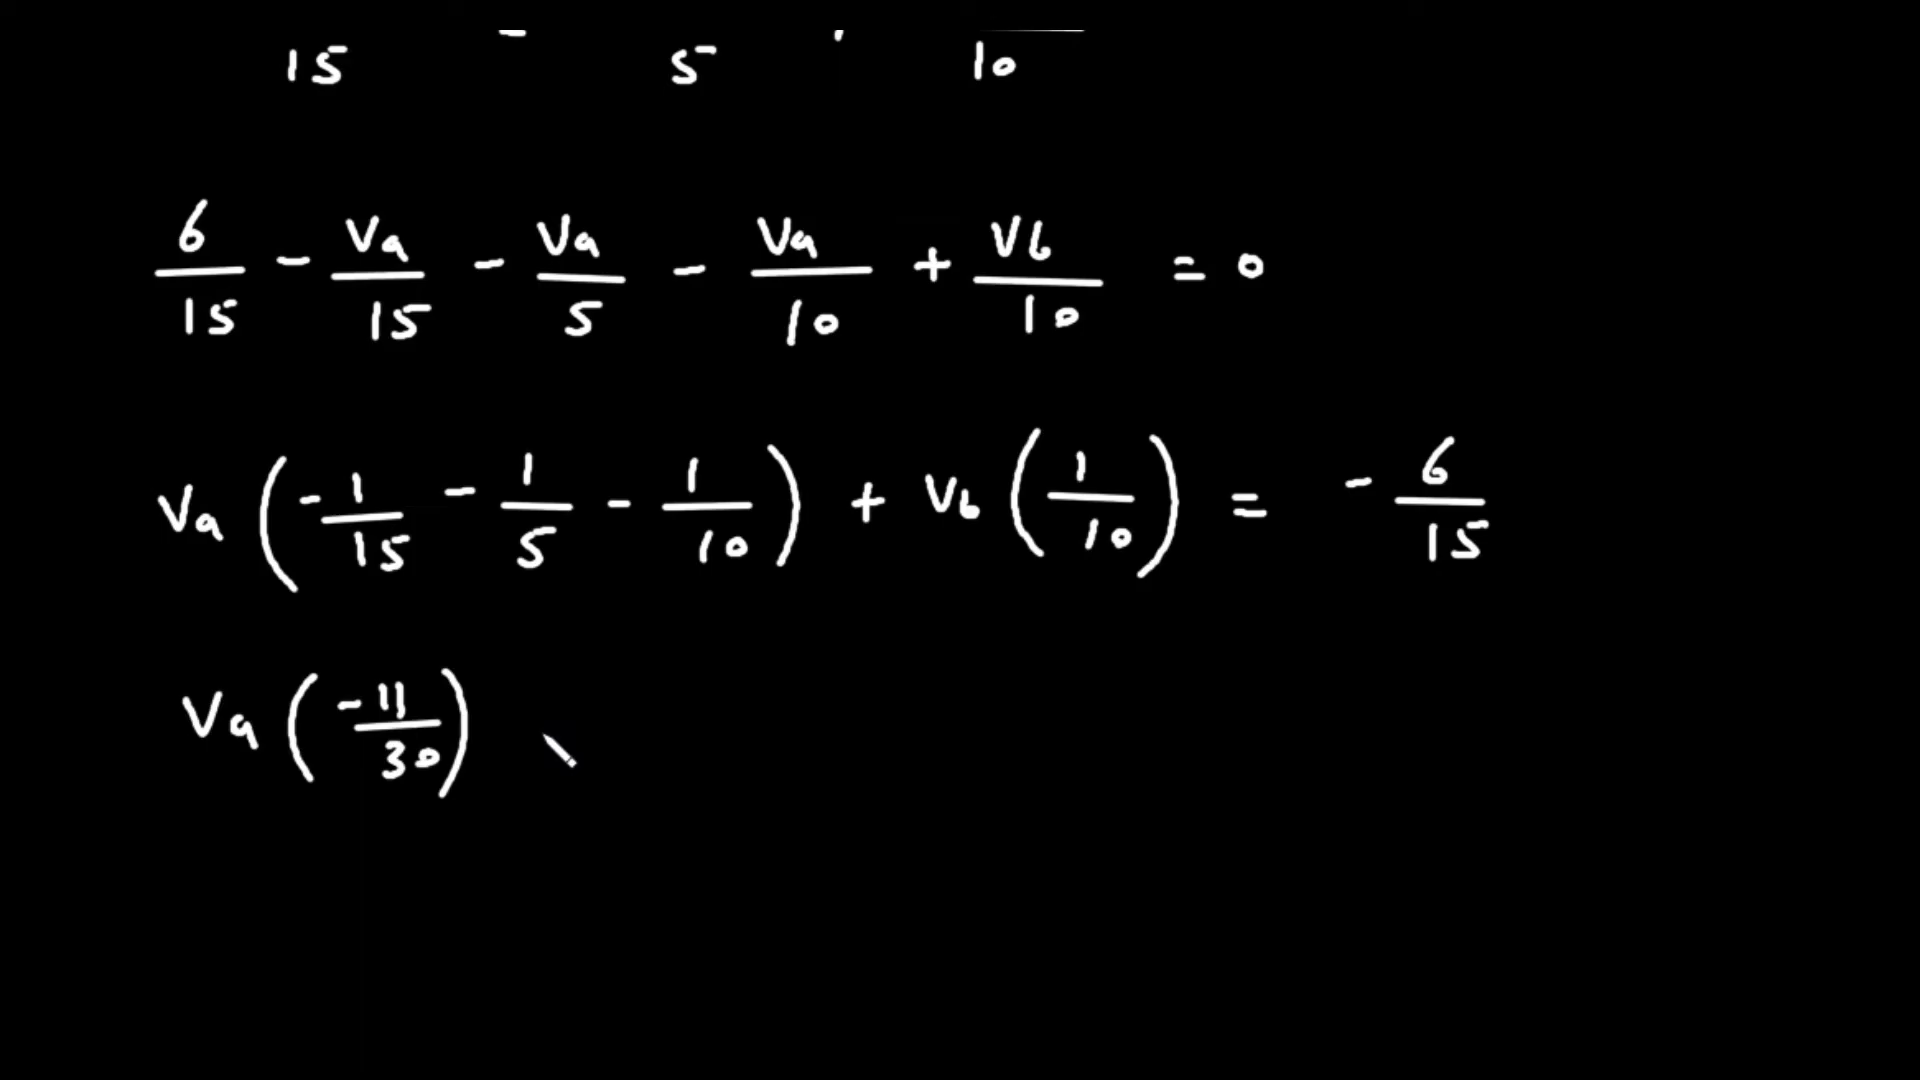 15 5 10
6/15 - Va/15 - Va/5 - Va/10 + Vb/10 = 0
Va (-1/15 - 1/5 - 1/10) + Vb (1/10) = - 6/15
Va (-11/30)